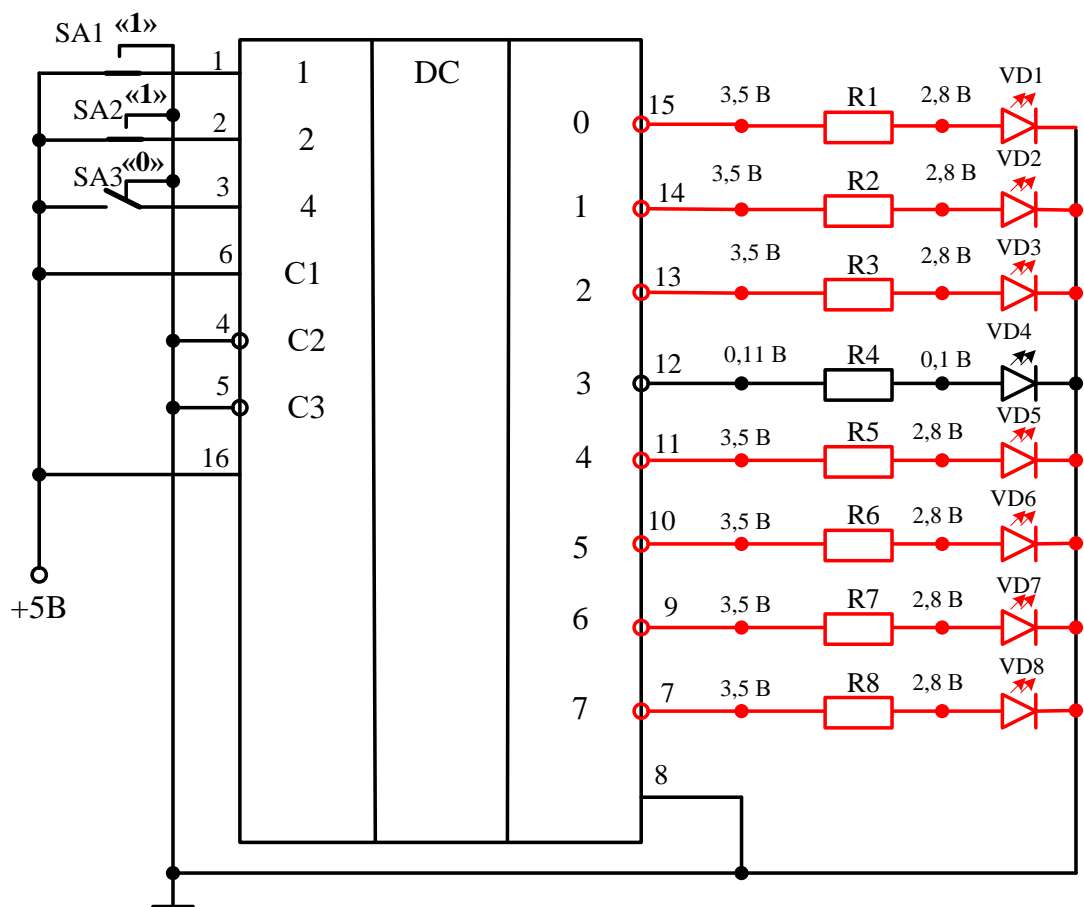 SA1 «1»
1
SA2 «1»
2
SA3 «0»
3
6
4
5
16
+5В
1
2
4
C1
C2
C3
DC
0
1
2
3
4
5
6
7
15 3,5 В R1 2,8 В VD1
14 3,5 В R2 2,8 В VD2
13 3,5 В R3 2,8 В VD3
12 0,11 В R4 0,1 В VD4
11 3,5 В R5 2,8 В VD5
10 3,5 В R6 2,8 В VD6
9 3,5 В R7 2,8 В VD7
7 3,5 В R8 2,8 В VD8
8